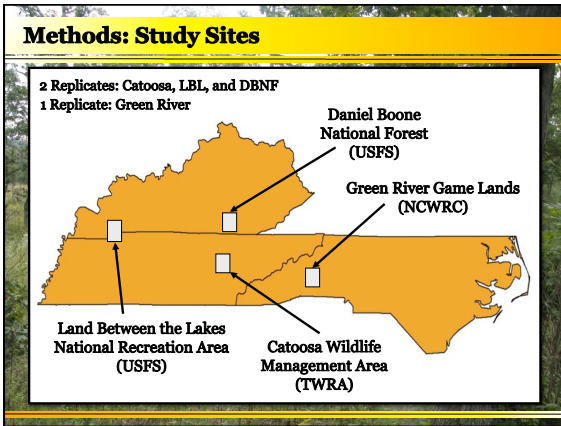 Methods: Study Sites
2 Replicates: Catoosa, LBL, and DBNF
1 Replicate: Green River
Daniel Boone
National Forest
(USFS)
Green River Game Lands
(NCWRC)
Land Between the Lakes
National Recreation Area
(USFS)
Catoosa Wildlife
Management Area
(TWRA)